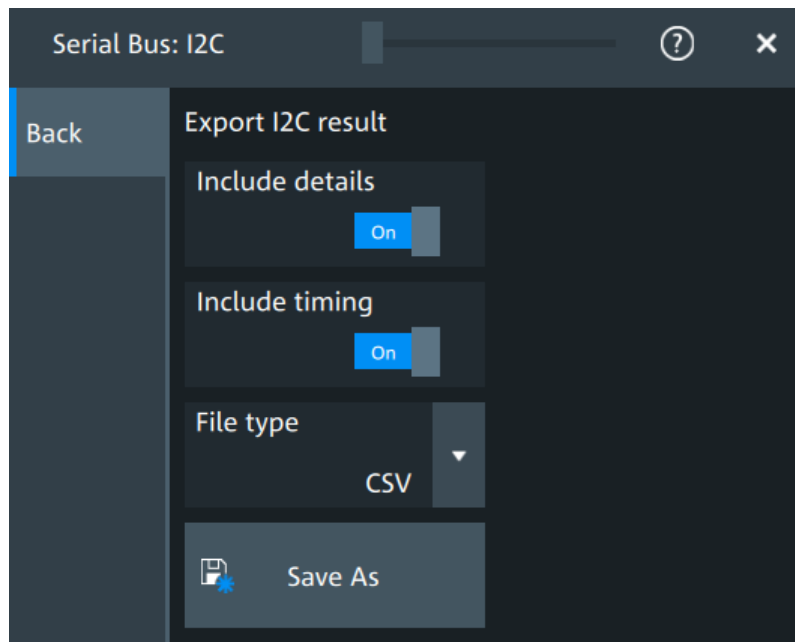 Serial Bus: I2C
?
×
Back
Export I2C result
Include details
On
Include timing
On
File type
CSV
Save As